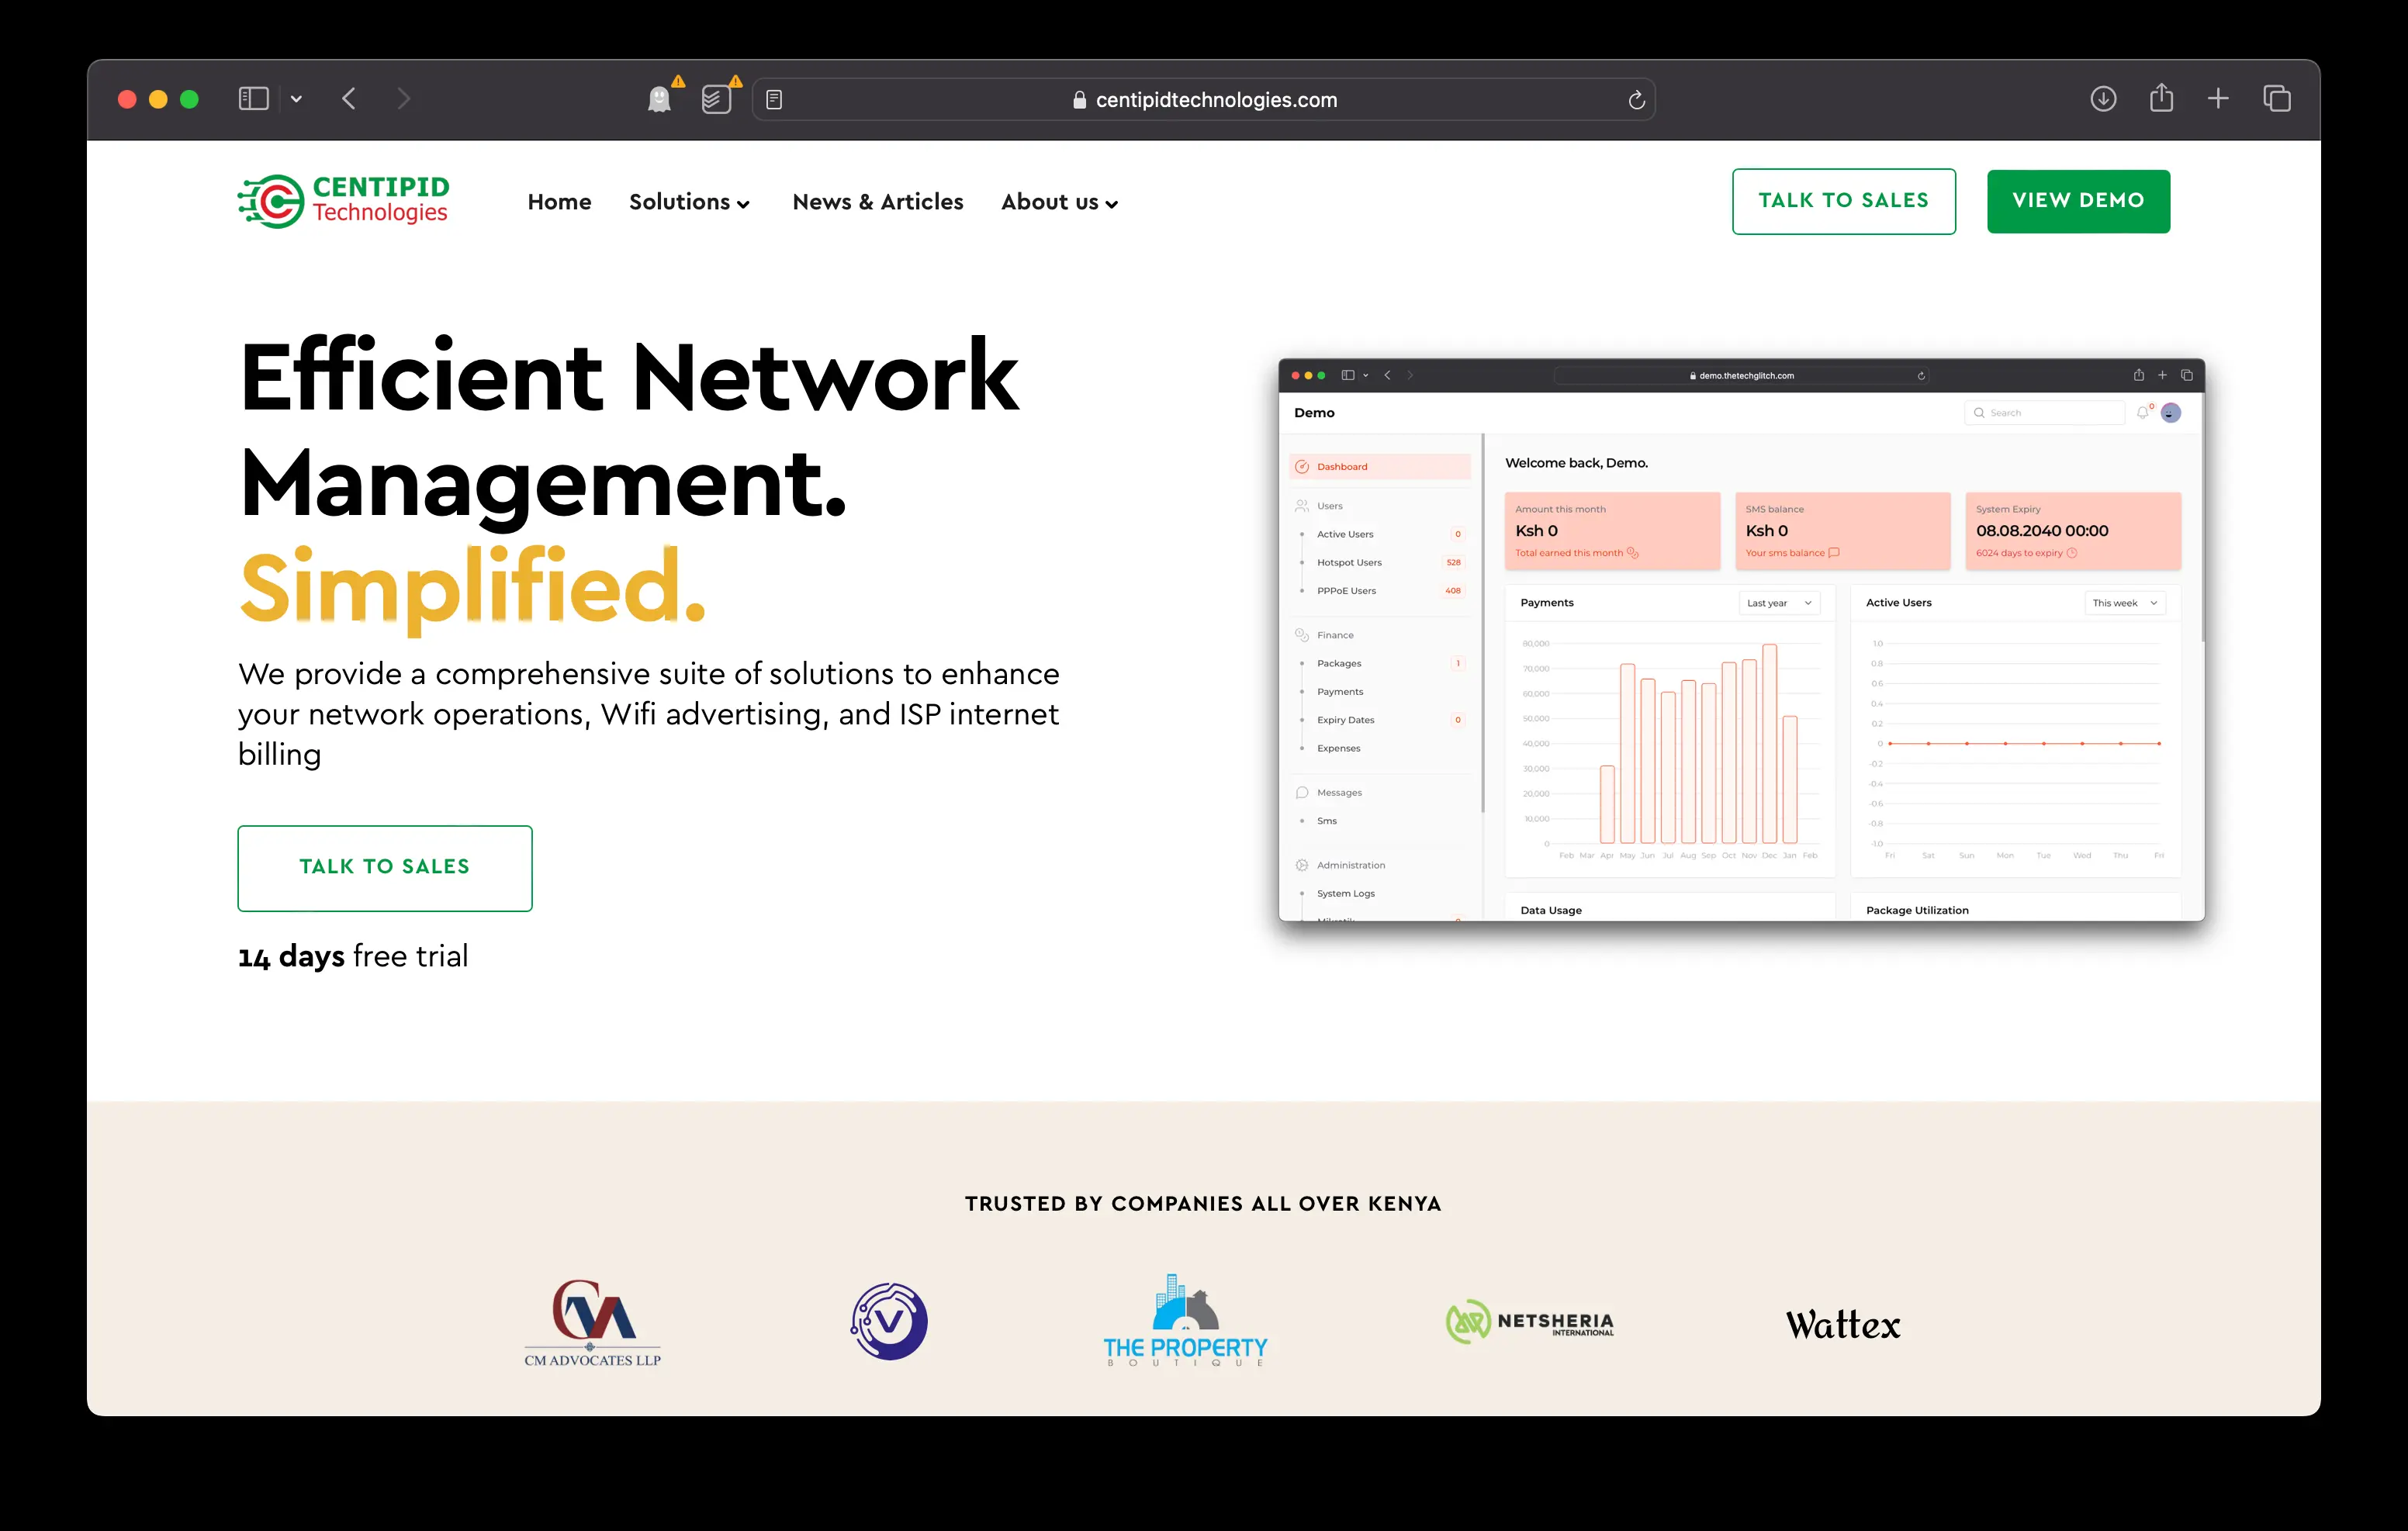 centipidtechnologies.com
CENTIPID
Technologies
Home
Solutions
News & Articles
About us
TALK TO SALES
VIEW DEMO
Efficient Network
Management.
Simplified.
We provide a comprehensive suite of solutions to enhance
your network operations, Wifi advertising, and ISP internet
billing
TALK TO SALES
14 days free trial
demo.thetechglitch.com
Demo
Search
0
Dashboard
Users
Active Users 0
Hotspot Users 528
PPPoE Users 408
Finance
Packages 1
Payments
Expiry Dates 0
Expenses
Messages
Sms
Administration
System Logs
Welcome back, Demo.
Amount this month
Ksh 0
Total earned this month
SMS balance
Ksh 0
Your sms balance
System Expiry
08.08.2040 00:00
6024 days to expiry
Payments
Last year
80,000
70,000
60,000
50,000
40,000
30,000
20,000
10,000
0
Feb Mar Apr May Jun Jul Aug Sep Oct Nov Dec Jan Feb
Active Users
This week
1.0
0.8
0.6
0.4
0.2
0
-0.2
-0.4
-0.6
-0.8
-1.0
Fri Sat Sun Mon Tue Wed Thu Fri
Data Usage
Package Utilization
TRUSTED BY COMPANIES ALL OVER KENYA
CM ADVOCATES LLP
V
THE PROPERTY
BOUTIQUE
NETSHERIA
INTERNATIONAL
Wattex